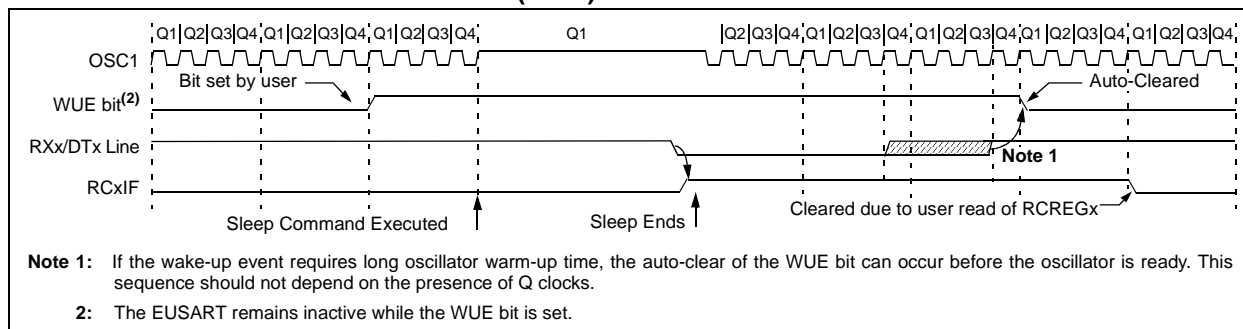 Q1 Q2 Q3 Q4 Q1 Q2 Q3 Q4 Q1 Q2 Q3 Q4 Q1 Q2 Q3 Q4 Q1 Q2 Q3 Q4 Q1 Q2 Q3 Q4 Q1 Q2 Q3 Q4
OSC1
Bit set by user
Auto-Cleared
WUE bit(2)
RXx/DTx Line
Note 1
RCxIF
Cleared due to user read of RCREGx
Sleep Command Executed
Sleep Ends
Note 1: If the wake-up event requires long oscillator warm-up time, the auto-clear of the WUE bit can occur before the oscillator is ready. This
sequence should not depend on the presence of Q clocks.
2: The EUSART remains inactive while the WUE bit is set.